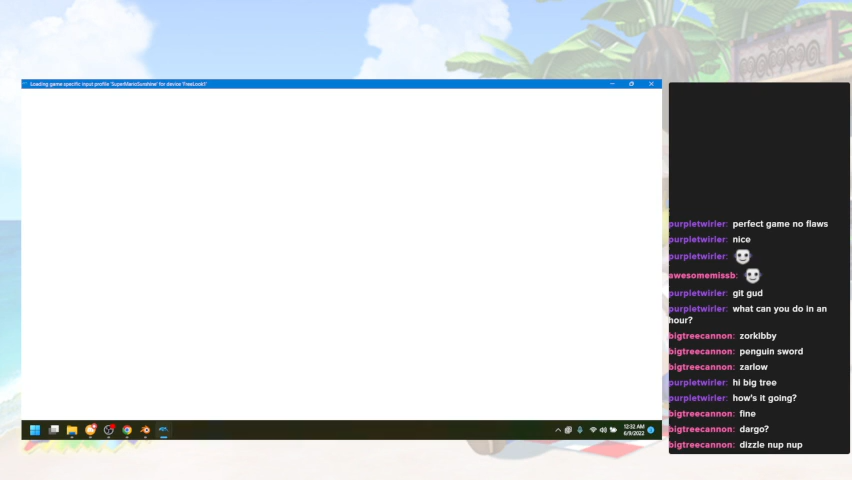 Loading game specific input profile 'SuperMarioSunshine' for device 'FreeLook1'
purpletwirler: perfect game no flaws
purpletwirler: nice
purpletwirler:
awesomemissb:
purpletwirler: git gud
purpletwirler: what can you do in an
hour?
bigtreecannon: zorkibby
bigtreecannon: penguin sword
bigtreecannon: zarlow
purpletwirler: hi big tree
purpletwirler: how's it going?
bigtreecannon: fine
bigtreecannon: dargo?
bigtreecannon: dizzle nup nup
12:32 AM
6/9/2022